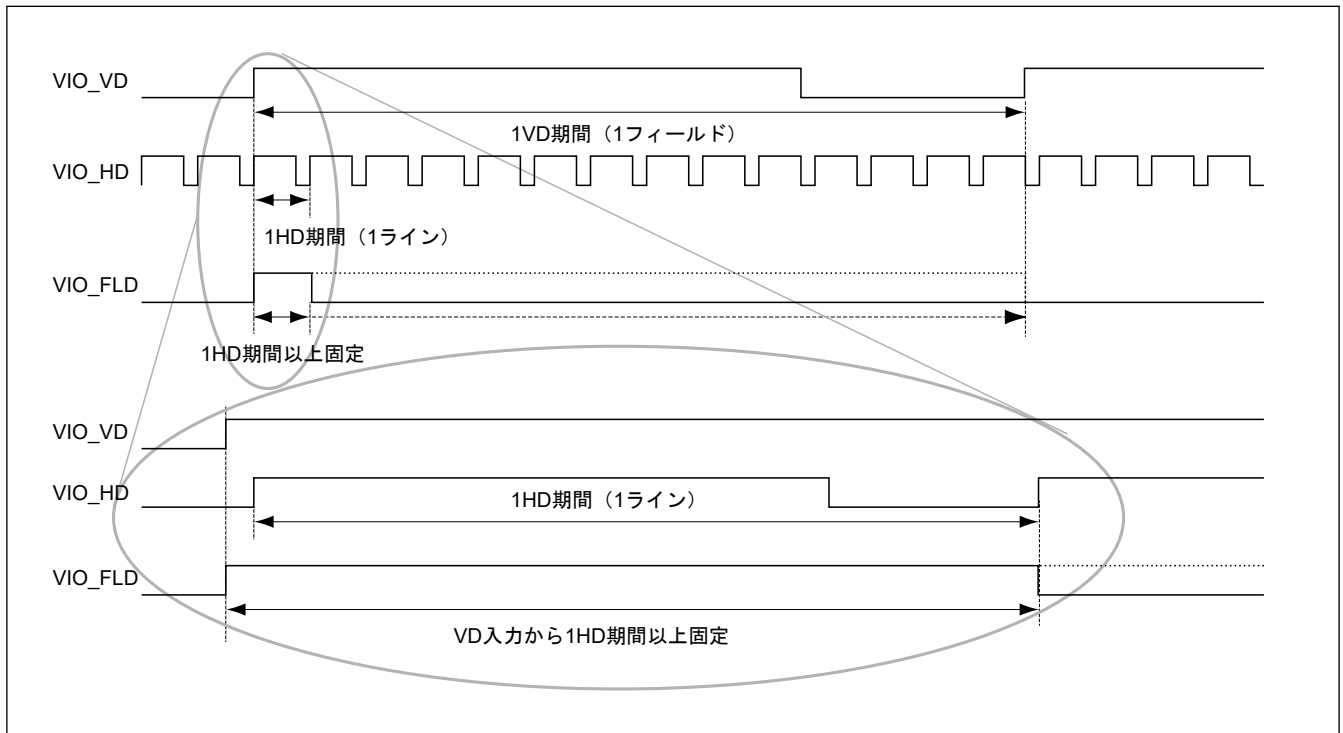 VIO_VD
1VD期間（1フィールド）
VIO_HD
1HD期間（1ライン）
VIO_FLD
1HD期間以上固定
VIO_VD
VIO_HD
1HD期間（1ライン）
VIO_FLD
VD入力から1HD期間以上固定